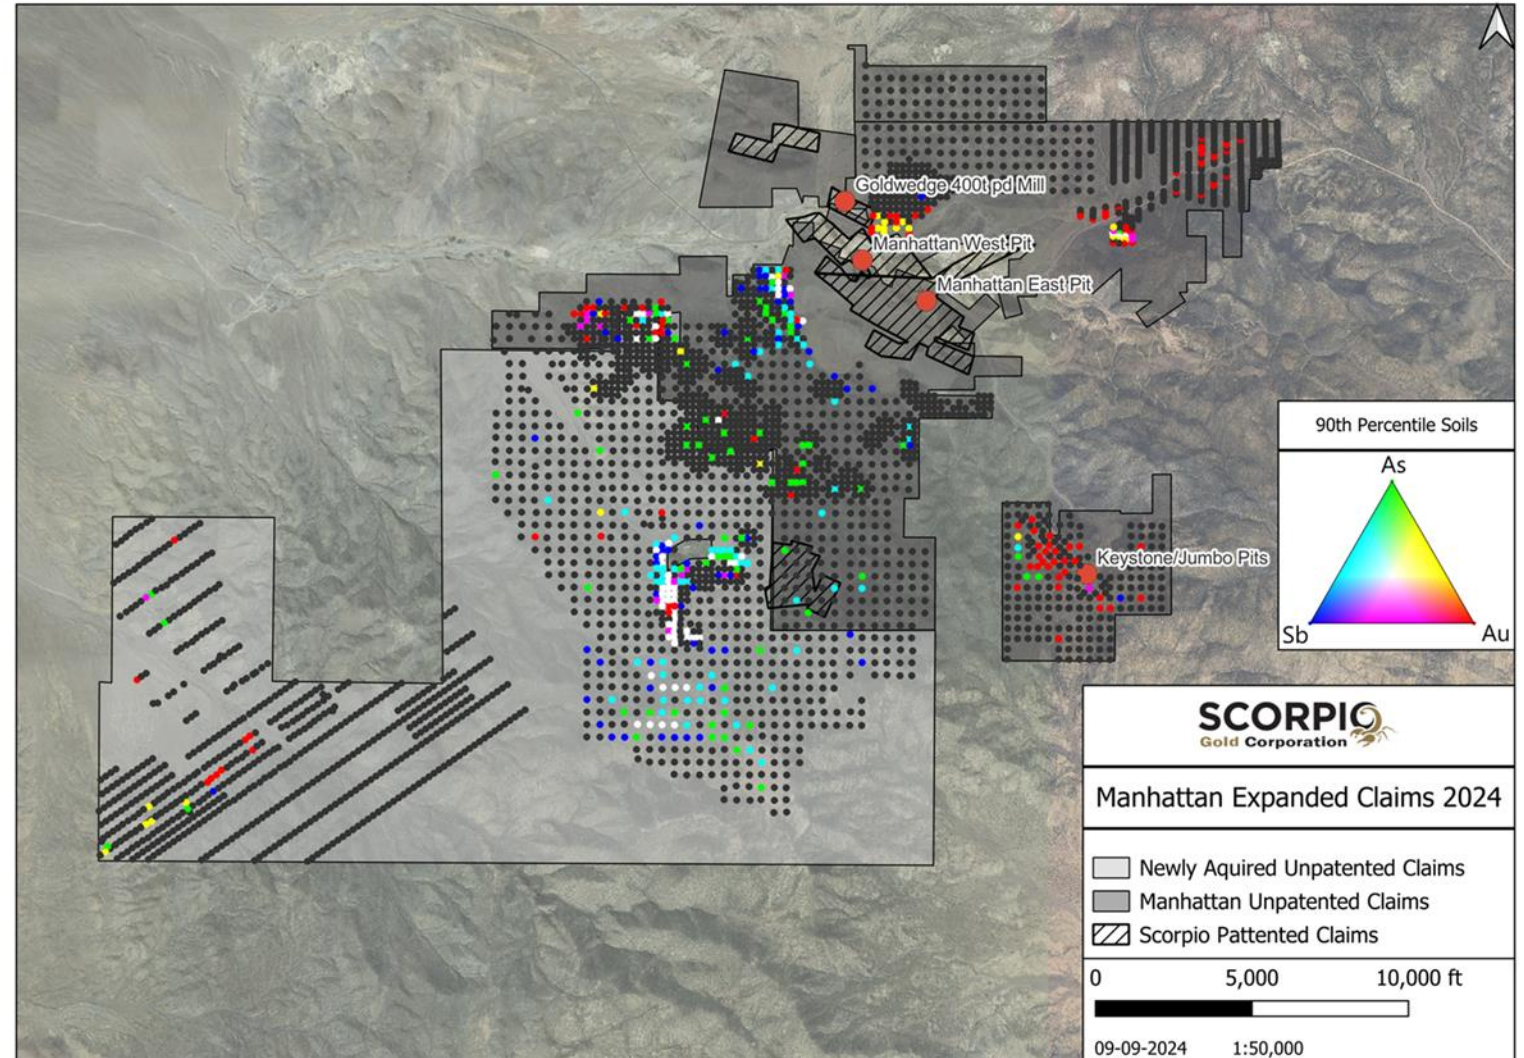 Goldwedge 400t pd Mill
Manhattan West Pit
Manhattan East Pit
Keystone/Jumbo Pits
90th Percentile Soils
As
Sb
Au
SCORPIO
Gold Corporation
Manhattan Expanded Claims 2024
Newly Aquired Unpatented Claims
Manhattan Unpatented Claims
Scorpio Pattented Claims
0 5,000 10,000 ft
09-09-2024 1:50,000